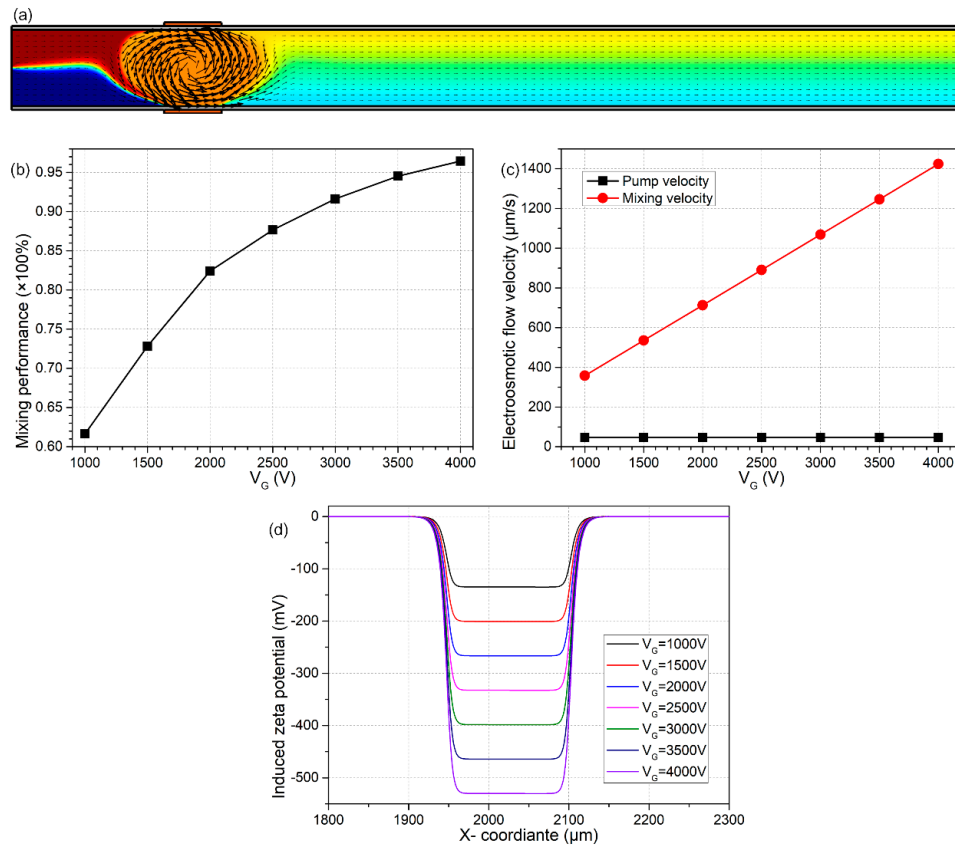 (a)
(b)
Mixing performance (×100%)
0.95
0.90
0.85
0.80
0.75
0.70
0.65
0.60
1000 1500 2000 2500 3000 3500 4000
V_G (V)
(c)
Electroosmotic flow velocity (μm/s)
1400
1200
1000
800
600
400
200
0
Pump velocity
Mixing velocity
1000 1500 2000 2500 3000 3500 4000
V_G (V)
(d)
Induced zeta potential (mV)
0
-100
-200
-300
-400
-500
V_G=1000V
V_G=1500V
V_G=2000V
V_G=2500V
V_G=3000V
V_G=3500V
V_G=4000V
1800 1900 2000 2100 2200 2300
X- coordiante (μm)